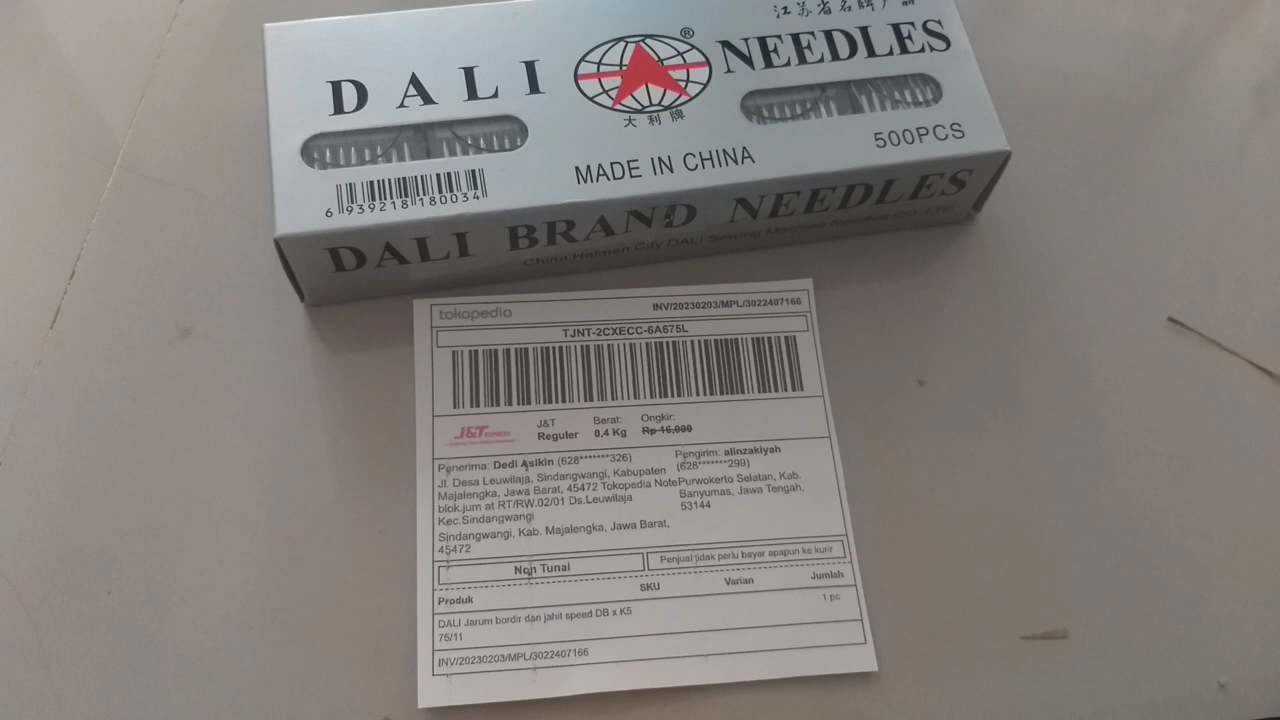 江苏省名牌产品
DALI ® NEEDLES
大利牌
500PCS
MADE IN CHINA
6 939218 180034
DALI BRAND NEEDLES
China Haimen City DALI Sewing Machine Needles CO.,LTD
tokopedia INV/20230203/MPL/3022407166
TJNT-2CXECC-6A675L
J&T EXPRESS
J&T Berat: Ongkir:
Reguler 0.4 Kg Rp 16.000
Penerima: Dedi Asikin (628*******326)
Jl. Desa Leuwilaja, Sindangwangi, Kabupaten
Majalengka, Jawa Barat, 45472 Tokopedia Note
blok.jum at RT/RW.02/01 Ds.Leuwilaja
Kec.Sindangwangi
Sindangwangi, Kab. Majalengka, Jawa Barat,
45472
Pengirim: alinzakiyah
(628*******299)
Purwokerto Selatan, Kab.
Banyumas, Jawa Tengah,
53144
Non Tunai
Penjual tidak perlu bayar apapun ke kurir
Produk SKU Varian Jumlah
DALI Jarum bordir dan jahit speed DB x K5 1 pc
75/11
INV/20230203/MPL/3022407166